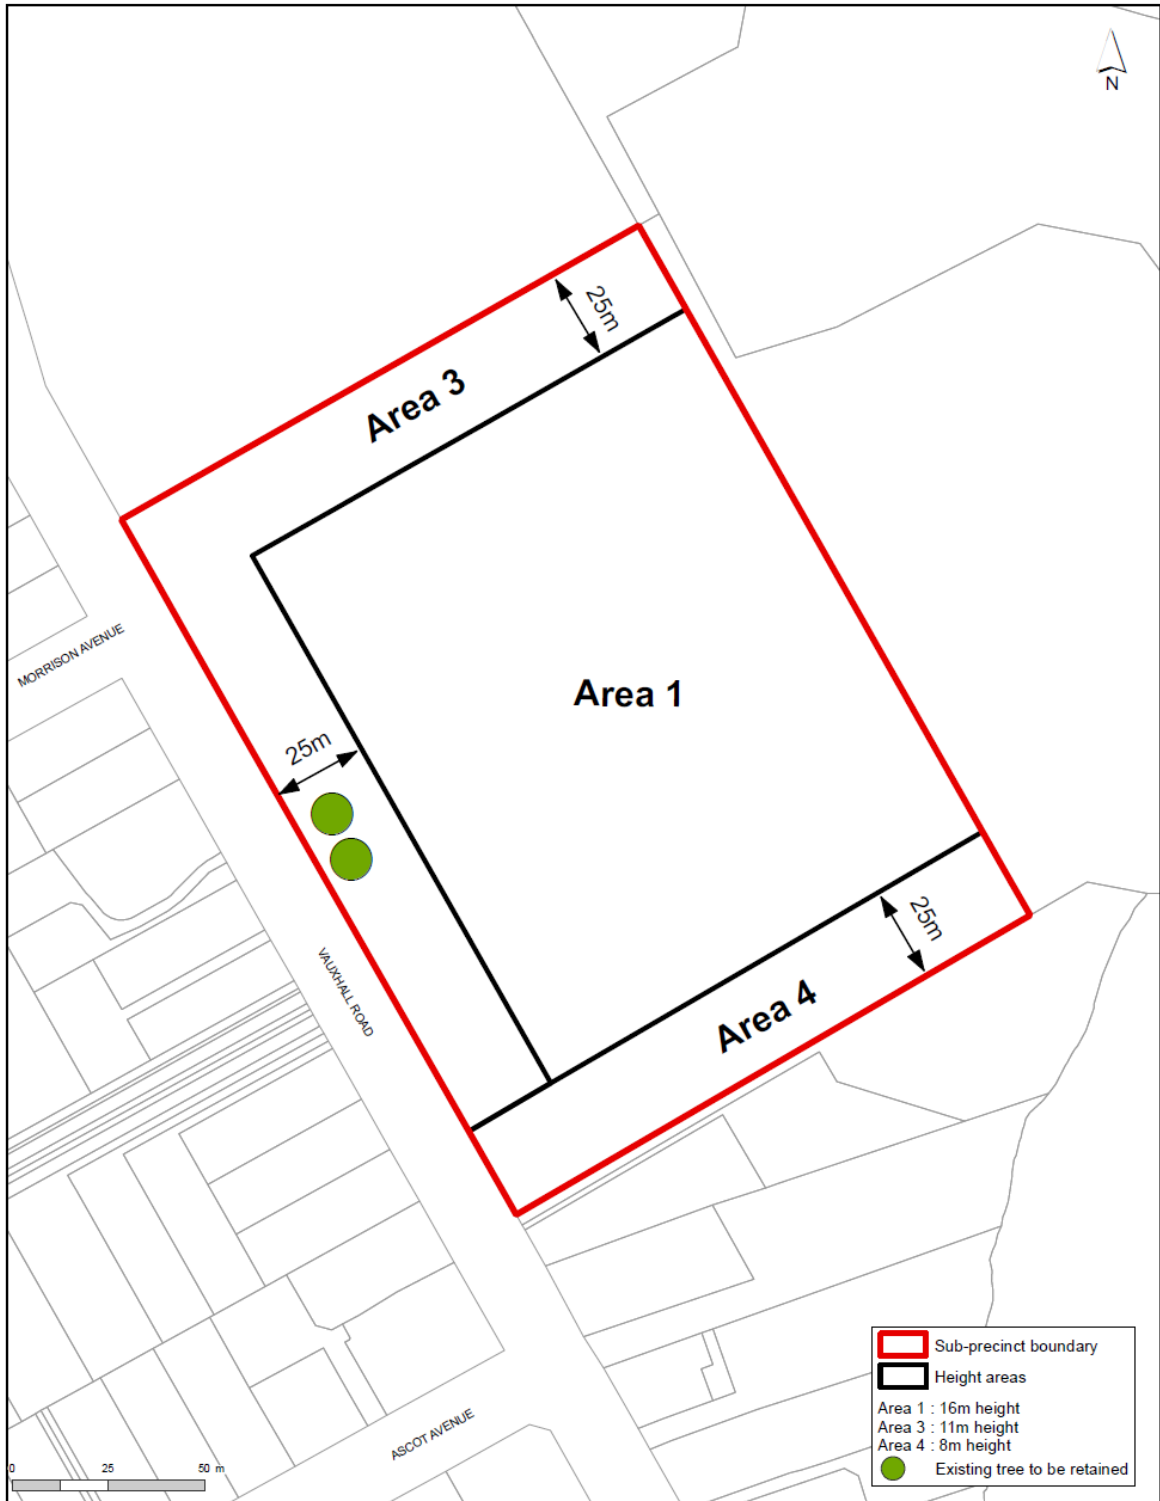 N
25m
Area 3
MORRISON AVENUE
Area 1
25m
25m
VAUXHALL ROAD
Area 4
Sub-precinct boundary
Height areas
Area 1 : 16m height
Area 3 : 11m height
Area 4 : 8m height
Existing tree to be retained
ASCOT AVENUE
0 25 50 m